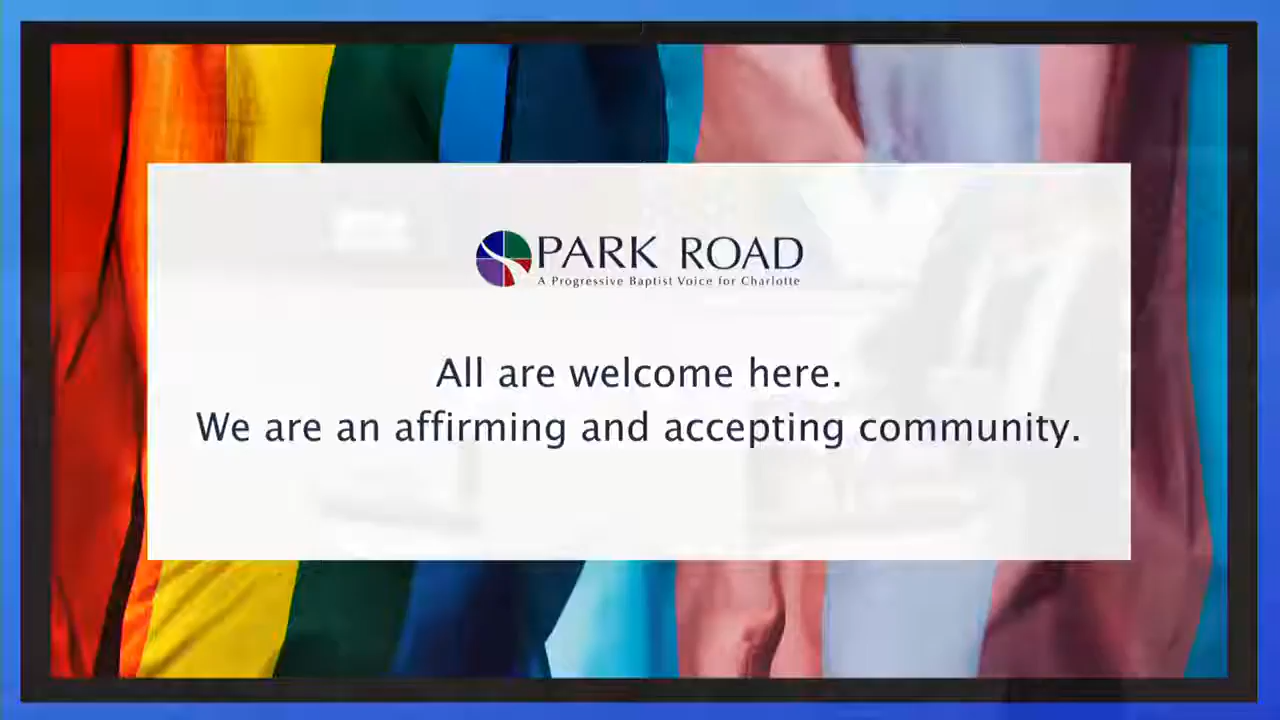 PARK ROAD
A Progressive Baptist Voice for Charlotte
All are welcome here.
We are an affirming and accepting community.